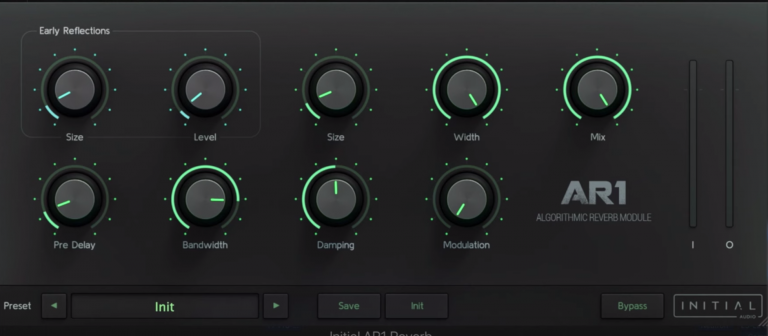 Early Reflections
Size
Level
Size
Width
Mix
Pre Delay
Bandwidth
Damping
Modulation
AR1
ALGORITHMIC REVERB MODULE
I
O
Preset
Init
Save
Init
Bypass
INITIAL
AUDIO
Initial AR1 Reverb